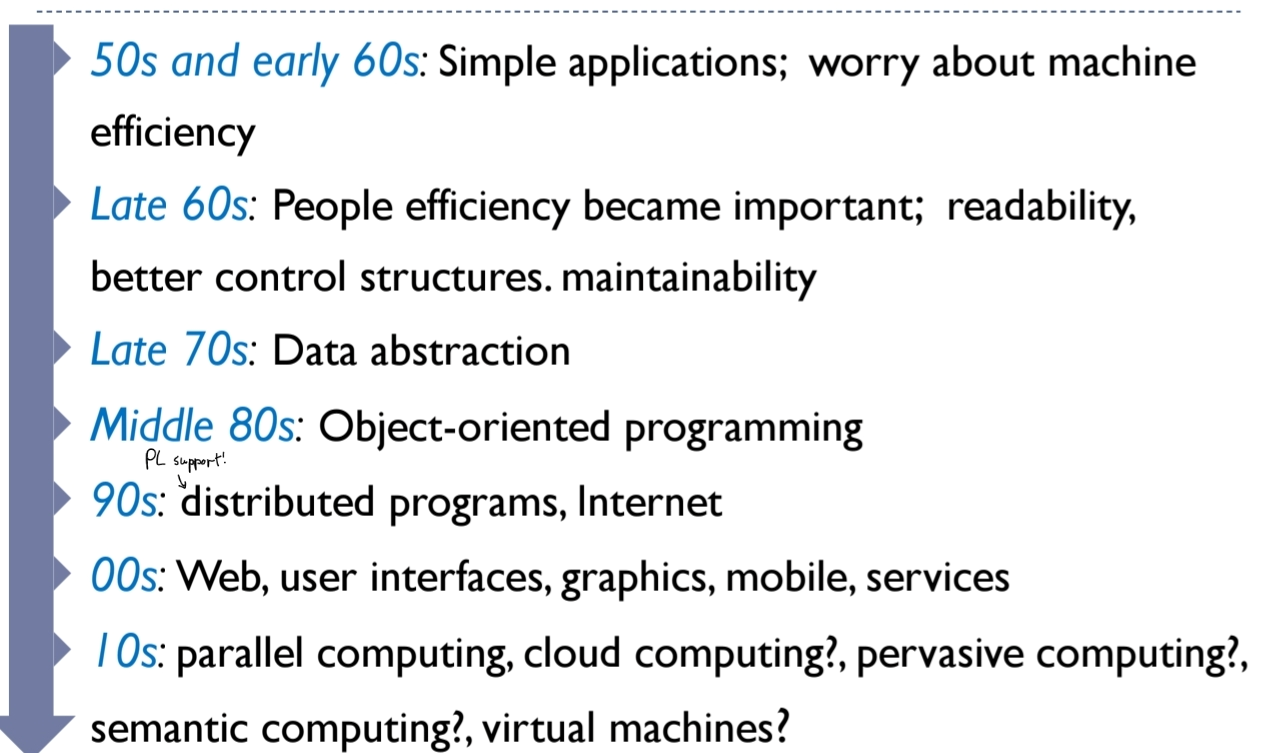 50s and early 60s: Simple applications; worry about machine
efficiency
Late 60s: People efficiency became important; readability,
better control structures. maintainability
Late 70s: Data abstraction
Middle 80s: Object-oriented programming
PL support!
90s: distributed programs, Internet
00s: Web, user interfaces, graphics, mobile, services
10s: parallel computing, cloud computing?, pervasive computing?,
semantic computing?, virtual machines?